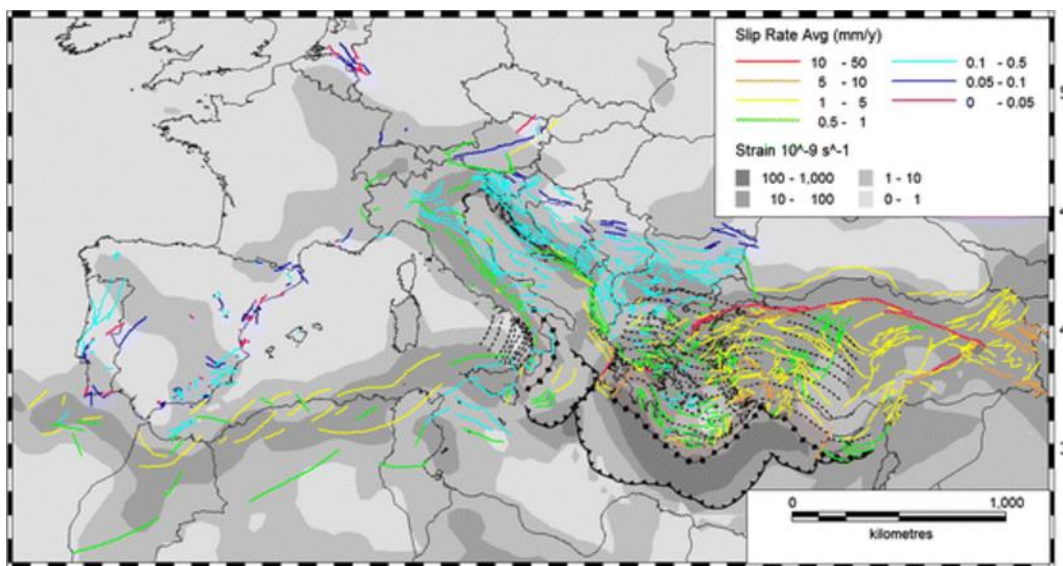 Slip Rate Avg (mm/y)
10 - 50
5 - 10
1 - 5
0.5 - 1
0.1 - 0.5
0.05 - 0.1
0 - 0.05
Strain 10^-9 s^-1
100 - 1,000
10 - 100
1 - 10
0 - 1
0
1,000
kilometres